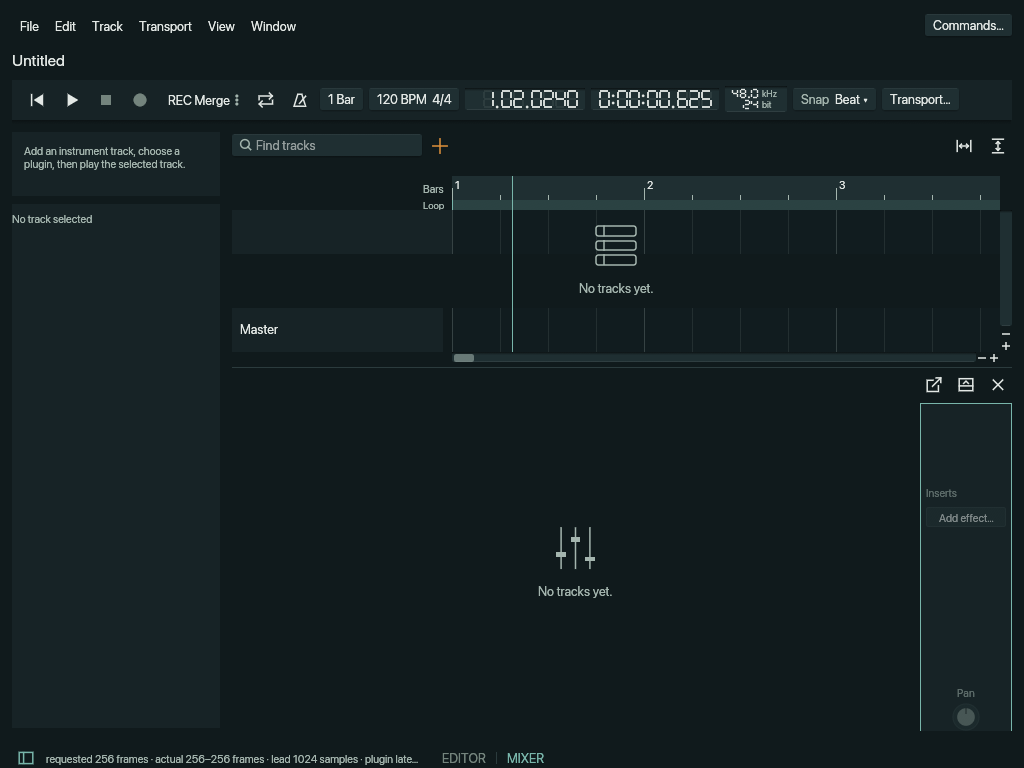 File Edit Track Transport View Window Commands...
Untitled
REC Merge 1 Bar 120 BPM 4/4 1.02.0240 0:00:00.625 48.0 kHz 24 bit Snap Beat Transport...
Add an instrument track, choose a
plugin, then play the selected track.
Find tracks
No track selected
Bars 1 2 3
Loop
No tracks yet.
Master
Inserts
Add effect...
No tracks yet.
Pan
requested 256 frames · actual 256–256 frames · lead 1024 samples · plugin late... EDITOR MIXER